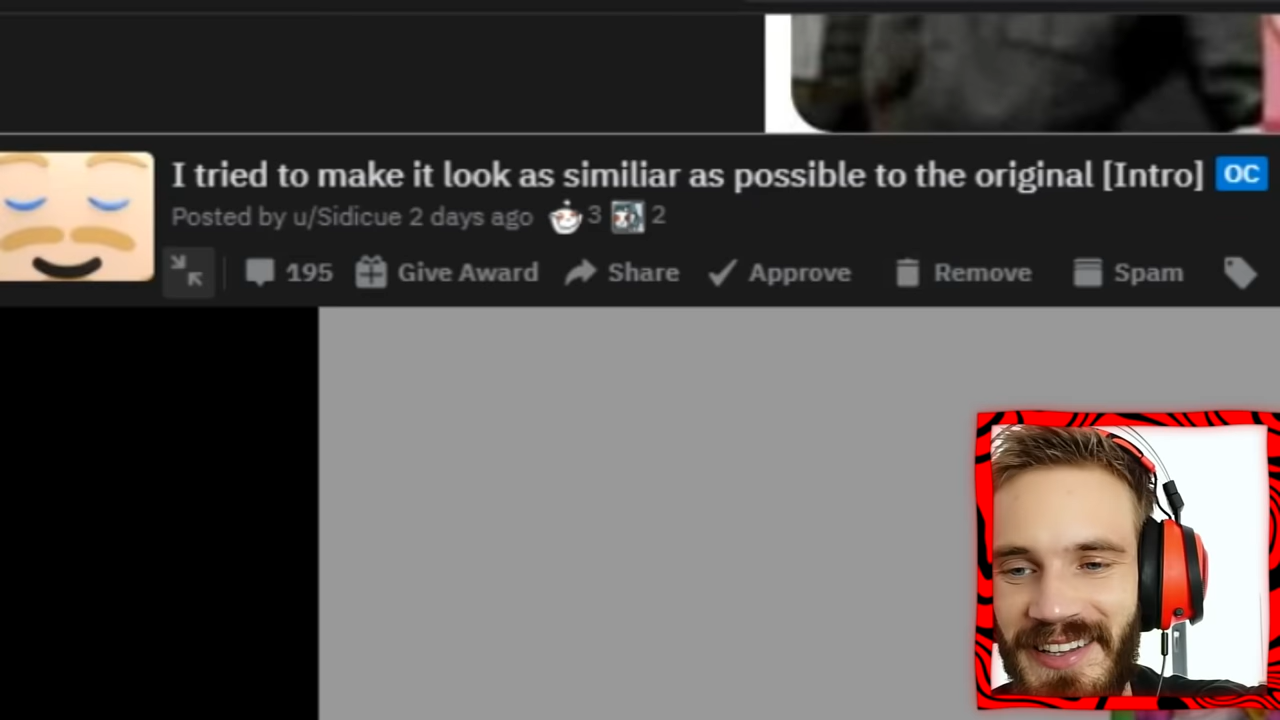 I tried to make it look as similiar as possible to the original [Intro] OC
Posted by u/Sidicue 2 days ago 3 2
195 Give Award Share Approve Remove Spam